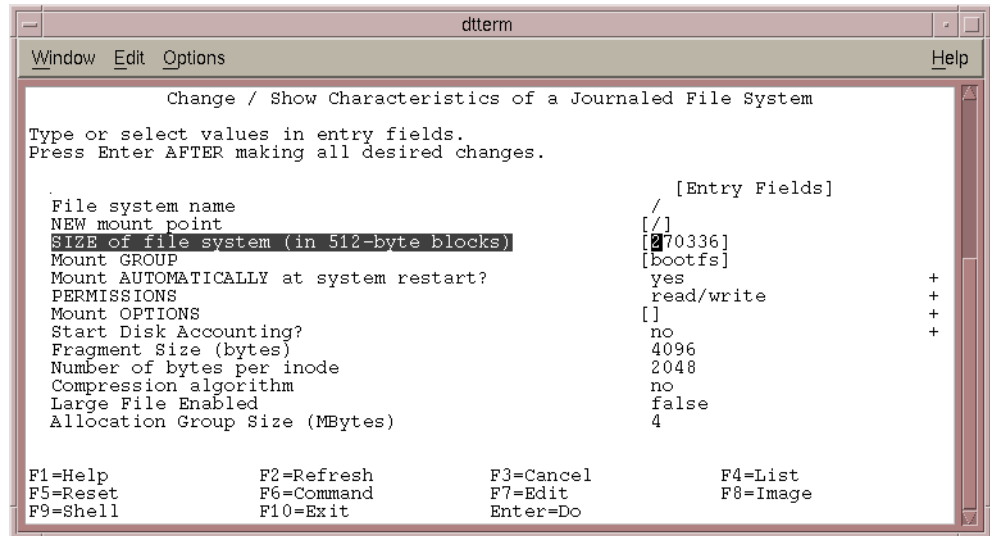 dtterm
Window Edit Options Help
Change / Show Characteristics of a Journaled File System
Type or select values in entry fields.
Press Enter AFTER making all desired changes.
[Entry Fields]
File system name /
NEW mount point [/]
SIZE of file system (in 512-byte blocks) [270336]
Mount GROUP [bootfs]
Mount AUTOMATICALLY at system restart? yes +
PERMISSIONS read/write +
Mount OPTIONS [] +
Start Disk Accounting? no +
Fragment Size (bytes) 4096
Number of bytes per inode 2048
Compression algorithm no
Large File Enabled false
Allocation Group Size (MBytes) 4
F1=Help F2=Refresh F3=Cancel F4=List
F5=Reset F6=Command F7=Edit F8=Image
F9=Shell F10=Exit Enter=Do